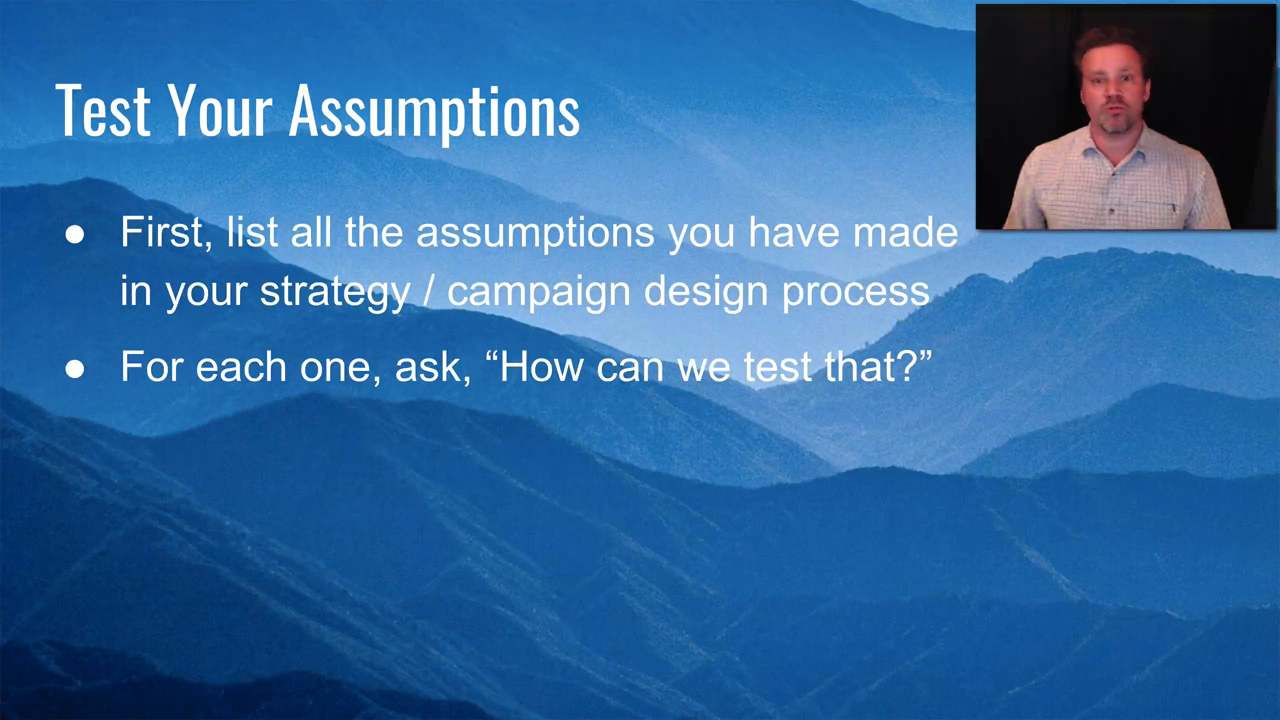 Test Your Assumptions
● First, list all the assumptions you have made
in your strategy / campaign design process
● For each one, ask, “How can we test that?”